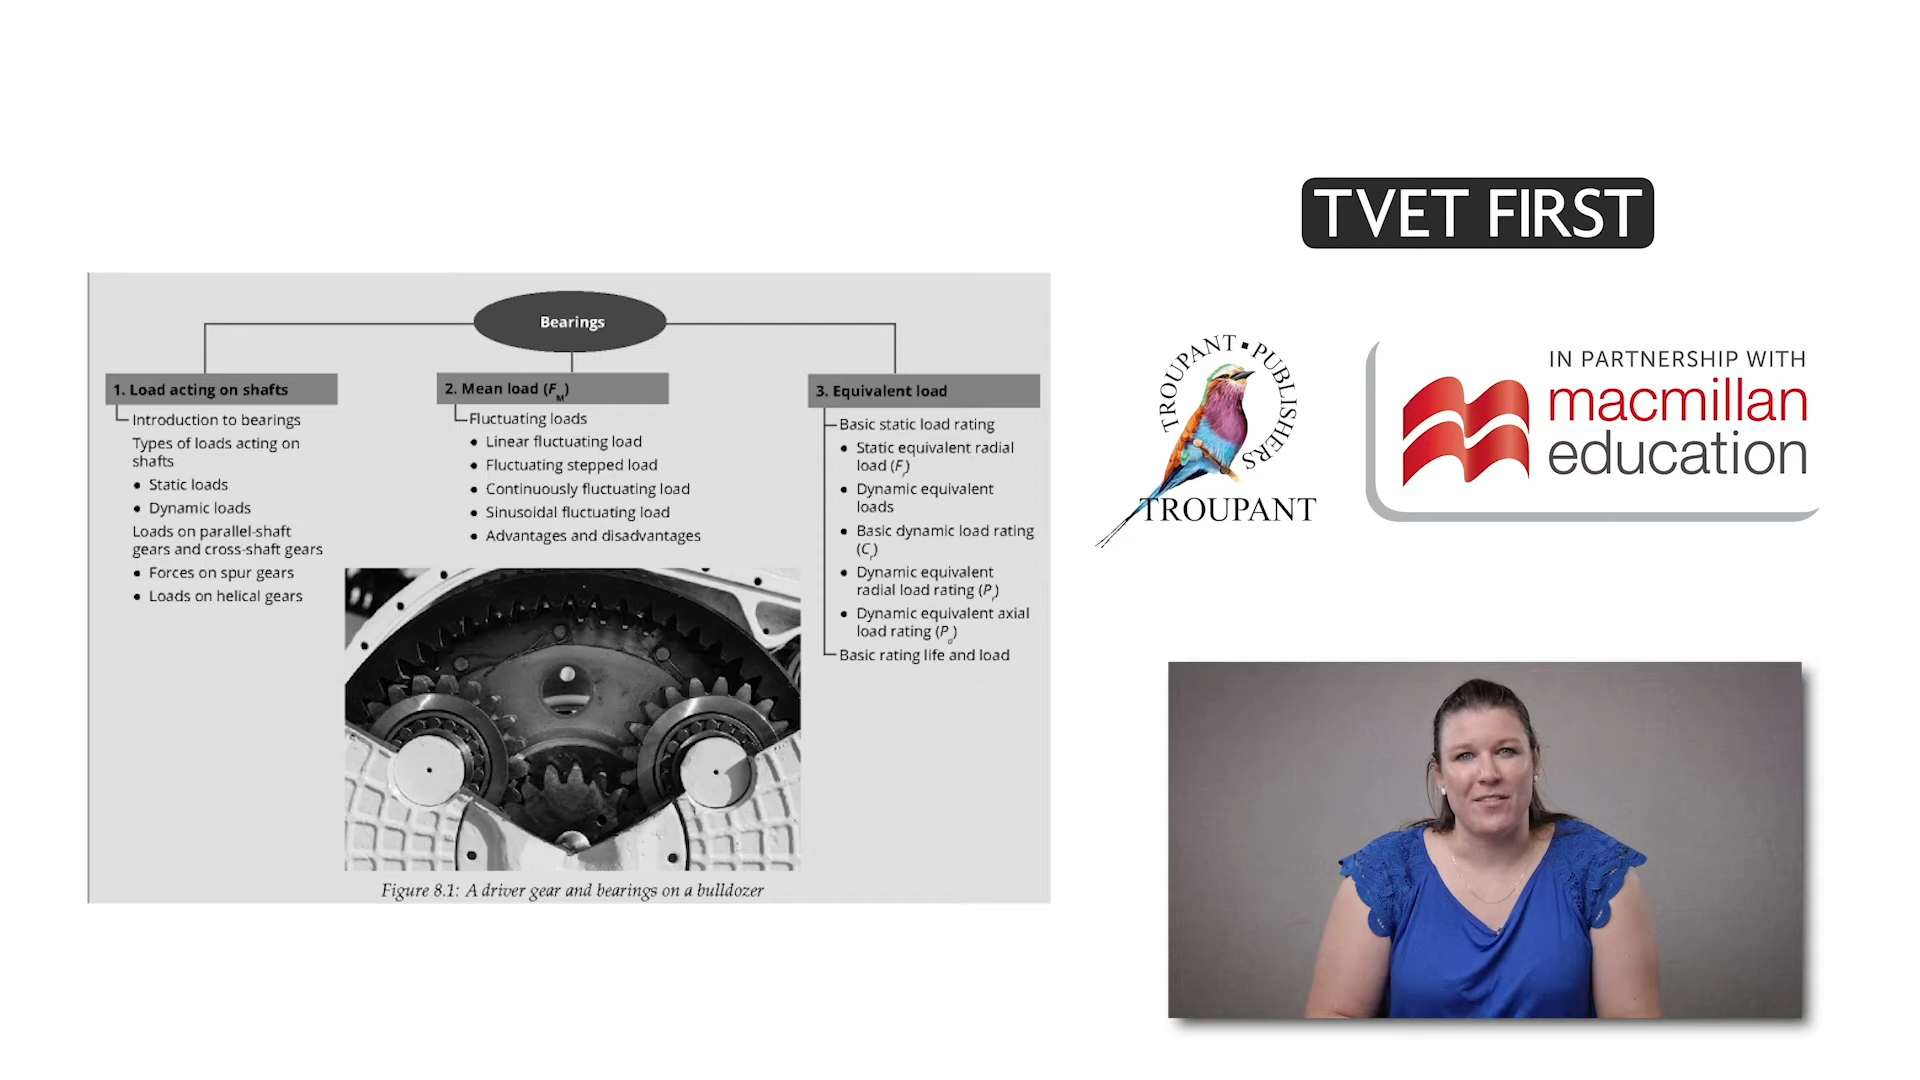 TVET FIRST
Bearings
1. Load acting on shafts
Introduction to bearings
Types of loads acting on
shafts
• Static loads
• Dynamic loads
Loads on parallel-shaft
gears and cross-shaft gears
• Forces on spur gears
• Loads on helical gears
2. Mean load (F_M)
Fluctuating loads
• Linear fluctuating load
• Fluctuating stepped load
• Continuously fluctuating load
• Sinusoidal fluctuating load
• Advantages and disadvantages
3. Equivalent load
Basic static load rating
• Static equivalent radial
load (F_r)
• Dynamic equivalent
loads
• Basic dynamic load rating
(C_r)
• Dynamic equivalent
radial load rating (P_r)
• Dynamic equivalent axial
load rating (P_a)
Basic rating life and load
Figure 8.1: A driver gear and bearings on a bulldozer
TROUPANT ▪ PUBLISHERS
TROUPANT
IN PARTNERSHIP WITH
macmillan
education